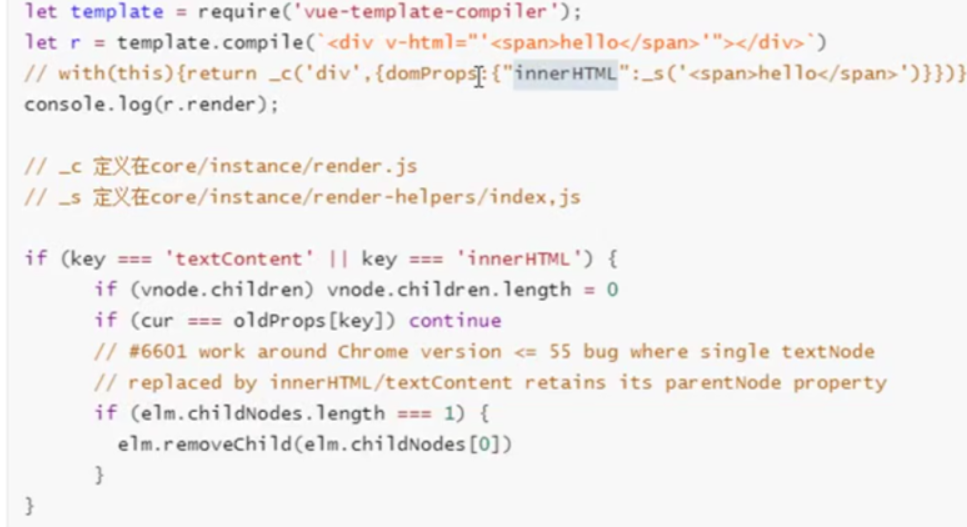 let template = require('vue-template-compiler');
let r = template.compile(`<div v-html="'<span>hello</span>'"></div>`)
// with(this){return _c('div',{domProps:{"innerHTML":_s('<span>hello</span>')}})}
console.log(r.render);
// _c 定义在core/instance/render.js
// _s 定义在core/instance/render-helpers/index,js
if (key === 'textContent' || key === 'innerHTML') {
if (vnode.children) vnode.children.length = 0
if (cur === oldProps[key]) continue
// #6601 work around Chrome version <= 55 bug where single textNode
// replaced by innerHTML/textContent retains its parentNode property
if (elm.childNodes.length === 1) {
elm.removeChild(elm.childNodes[0])
}
}